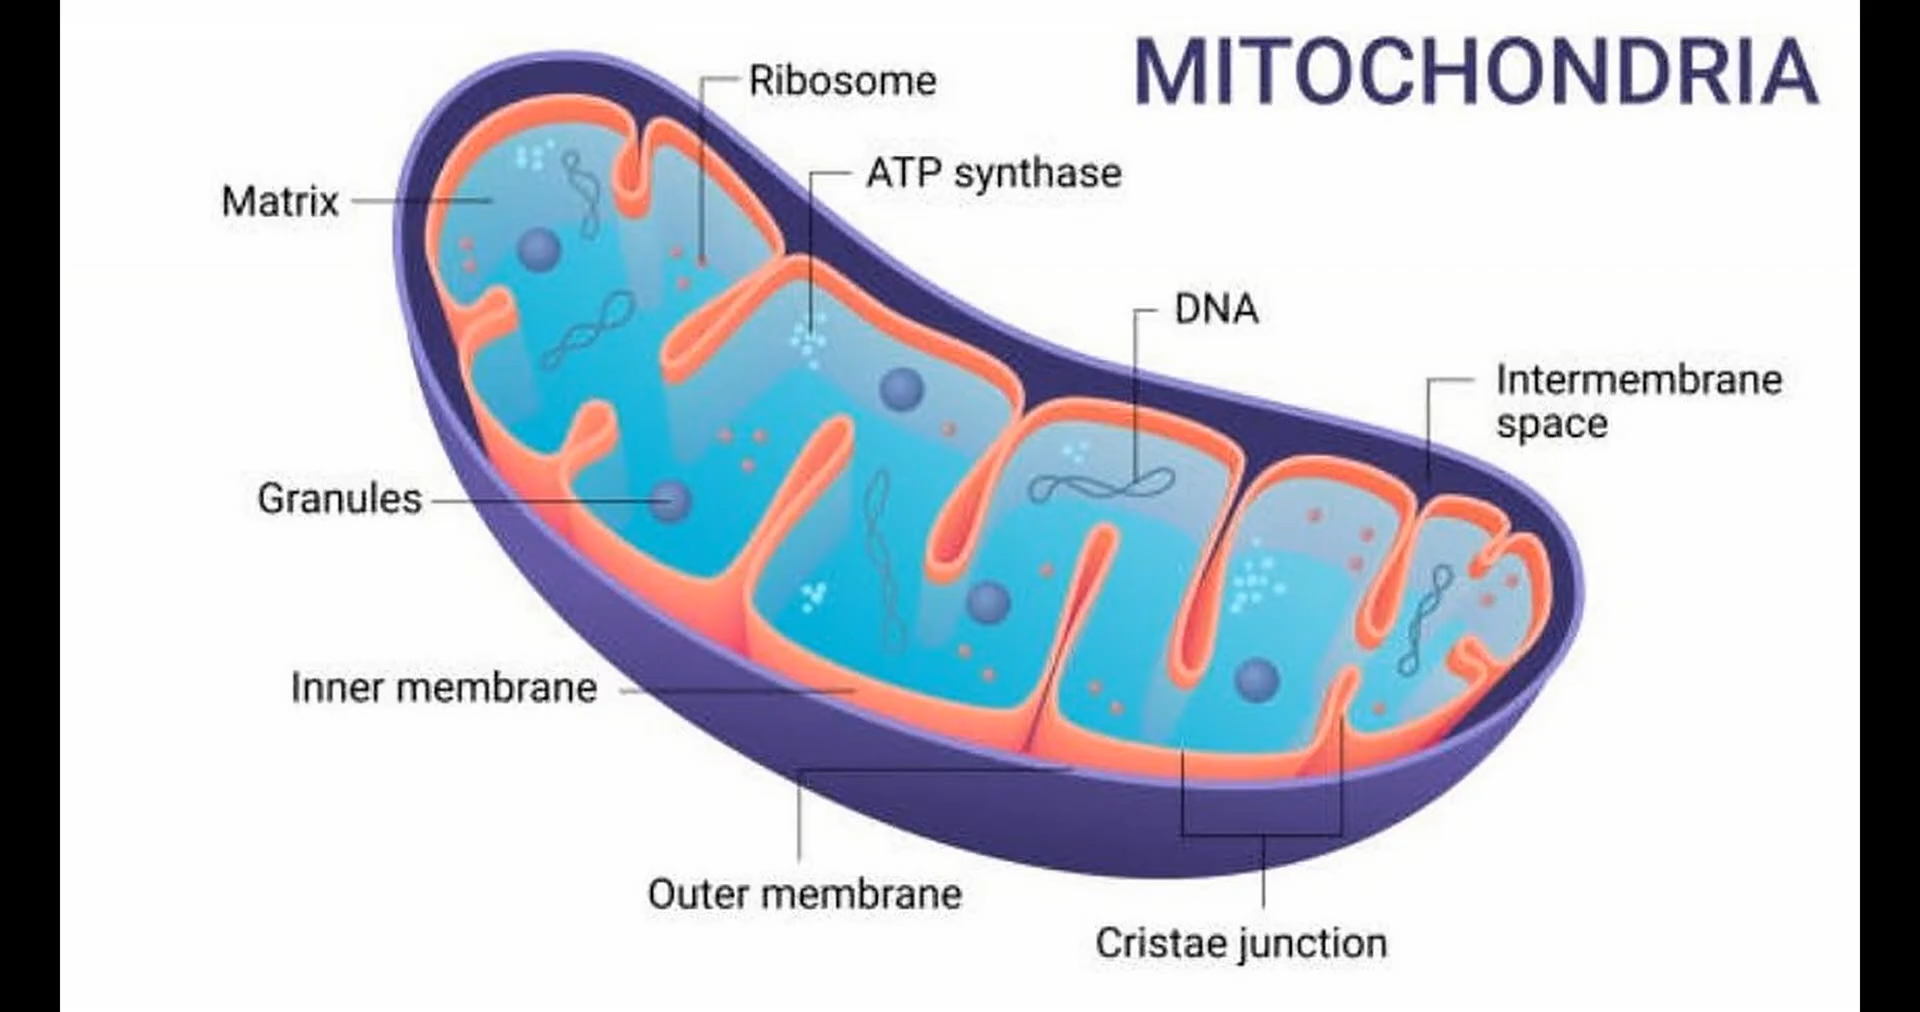 MITOCHONDRIA
Ribosome
ATP synthase
Matrix
DNA
Intermembrane
space
Granules
Inner membrane
Outer membrane
Cristae junction